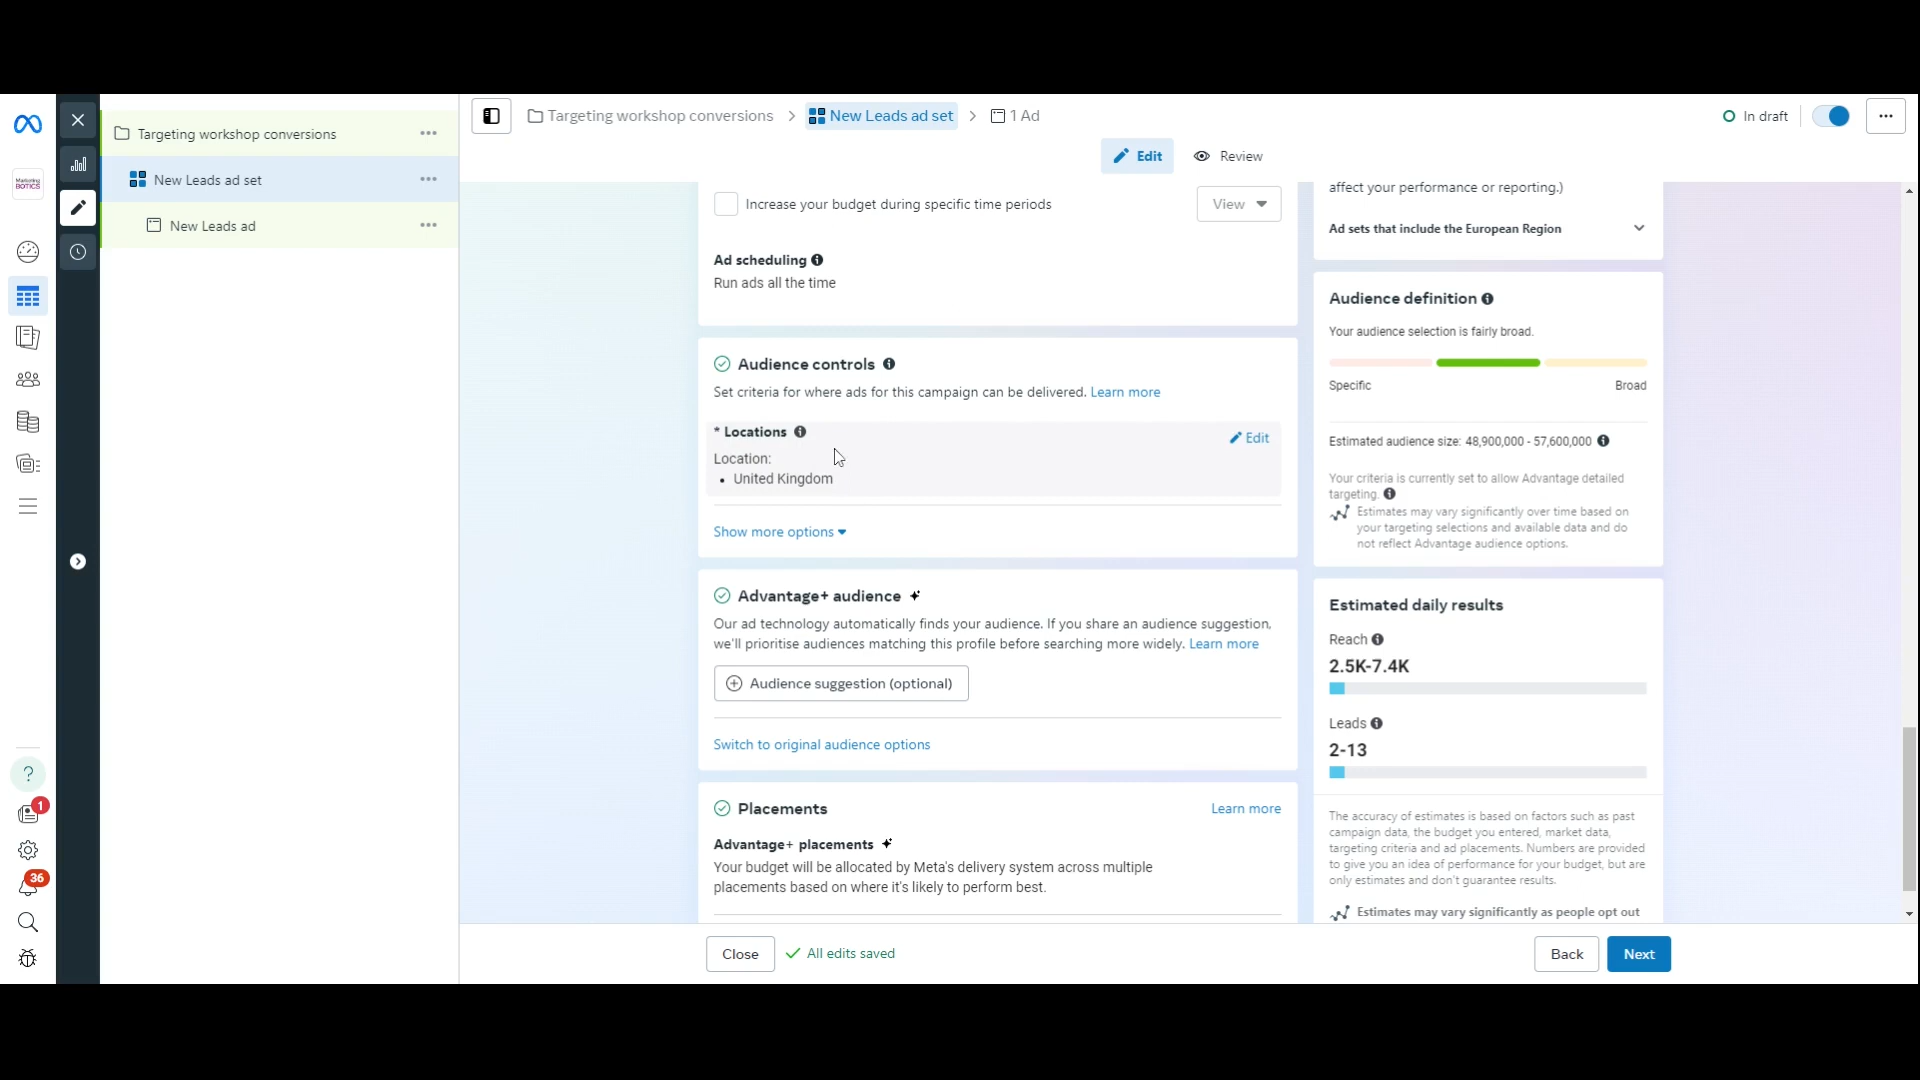 Targeting workshop conversions
New Leads ad set
1 Ad
In draft
Edit
Review
Marketing
BOTICS
Targeting workshop conversions
New Leads ad set
New Leads ad
?
1
36
Increase your budget during specific time periods
View
Ad scheduling
Run ads all the time
Audience controls
Set criteria for where ads for this campaign can be delivered. Learn more
* Locations
Edit
Location:
• United Kingdom
Show more options
Advantage+ audience
Our ad technology automatically finds your audience. If you share an audience suggestion,
we'll prioritise audiences matching this profile before searching more widely. Learn more
Audience suggestion (optional)
Switch to original audience options
Placements
Learn more
Advantage+ placements
Your budget will be allocated by Meta's delivery system across multiple
placements based on where it's likely to perform best.
affect your performance or reporting.)
Ad sets that include the European Region
Audience definition
Your audience selection is fairly broad.
Specific
Broad
Estimated audience size: 48,900,000 - 57,600,000
Your criteria is currently set to allow Advantage detailed
targeting.
Estimates may vary significantly over time based on
your targeting selections and available data and do
not reflect Advantage audience options.
Estimated daily results
Reach
2.5K-7.4K
Leads
2-13
The accuracy of estimates is based on factors such as past
campaign data, the budget you entered, market data,
targeting criteria and ad placements. Numbers are provided
to give you an idea of performance for your budget, but are
only estimates and don't guarantee results.
Estimates may vary significantly as people opt out
Close
All edits saved
Back
Next